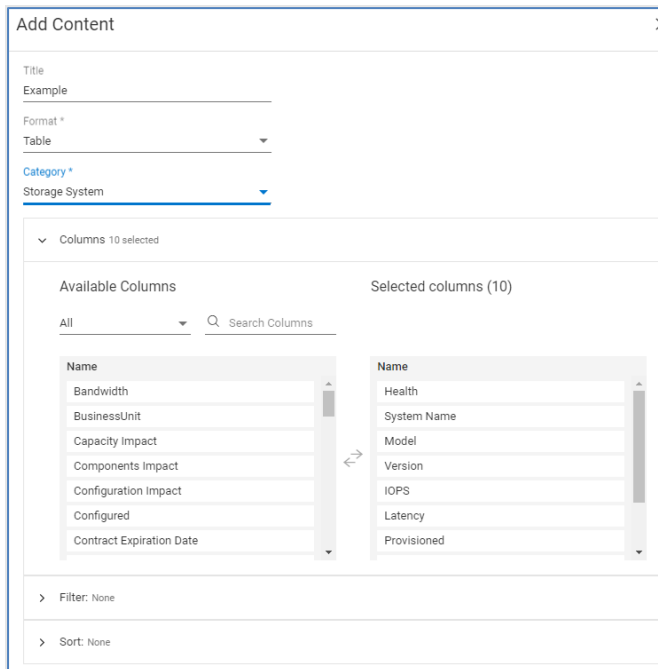 Add Content
Title
Example
Format *
Table
Category *
Storage System
Columns 10 selected
Available Columns
Selected columns (10)
All
Search Columns
Name
Bandwidth
BusinessUnit
Capacity Impact
Components Impact
Configuration Impact
Configured
Contract Expiration Date
Name
Health
System Name
Model
Version
IOPS
Latency
Provisioned
Filter: None
Sort: None